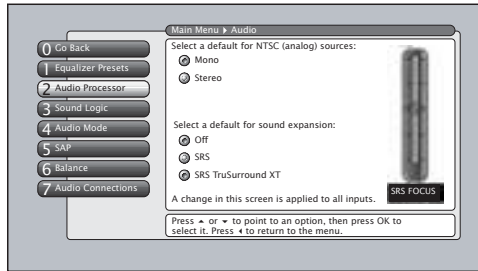 Main Menu ▸ Audio
0 Go Back
1 Equalizer Presets
2 Audio Processor
3 Sound Logic
4 Audio Mode
5 SAP
6 Balance
7 Audio Connections
Select a default for NTSC (analog) sources:
Mono
Stereo
Select a default for sound expansion:
Off
SRS
SRS TruSurround XT
A change in this screen is applied to all inputs.
SRS FOCUS
Press ▴ or ▾ to point to an option, then press OK to
select it. Press ◂ to return to the menu.